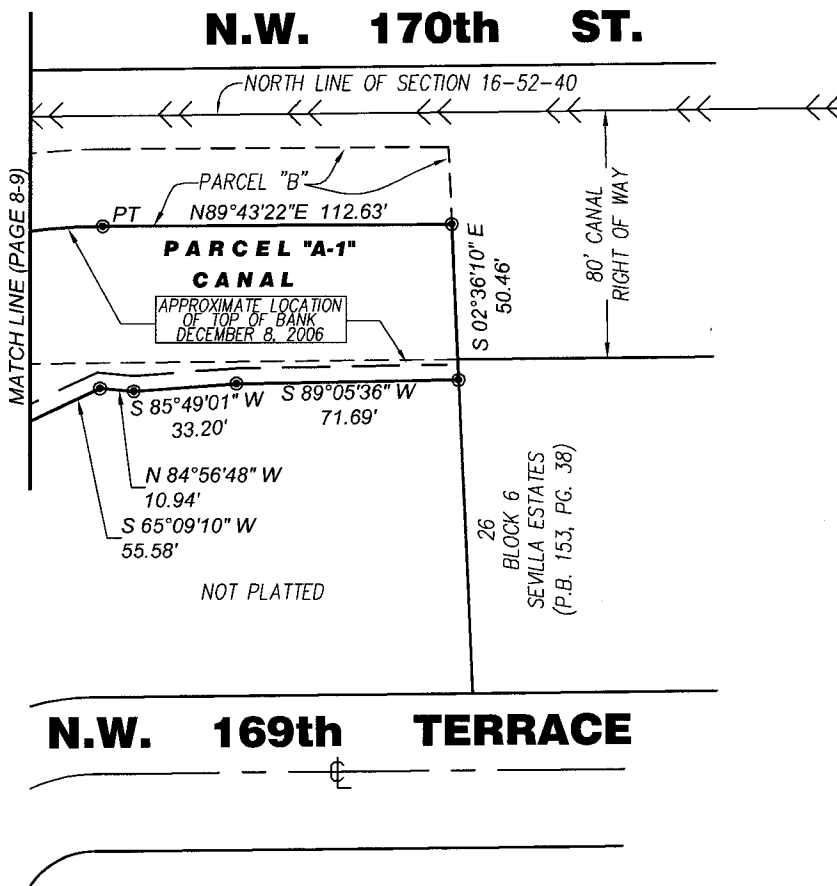 N.W. 170th ST.
NORTH LINE OF SECTION 16-52-40
PARCEL "B"
PT
N89°43'22"E 112.63'
PARCEL "A-1"
CANAL
APPROXIMATE LOCATION
OF TOP OF BANK
DECEMBER 8, 2006
S 02°36'10" E
50.46'
80' CANAL
RIGHT OF WAY
MATCH LINE (PAGE 8-9)
S 85°49'01" W
33.20'
S 89°05'36" W
71.69'
N 84°56'48" W
10.94'
S 65°09'10" W
55.58'
26
BLOCK 6
SEVILLA ESTATES
(P.B. 153, PG. 38)
NOT PLATTED
N.W. 169th TERRACE